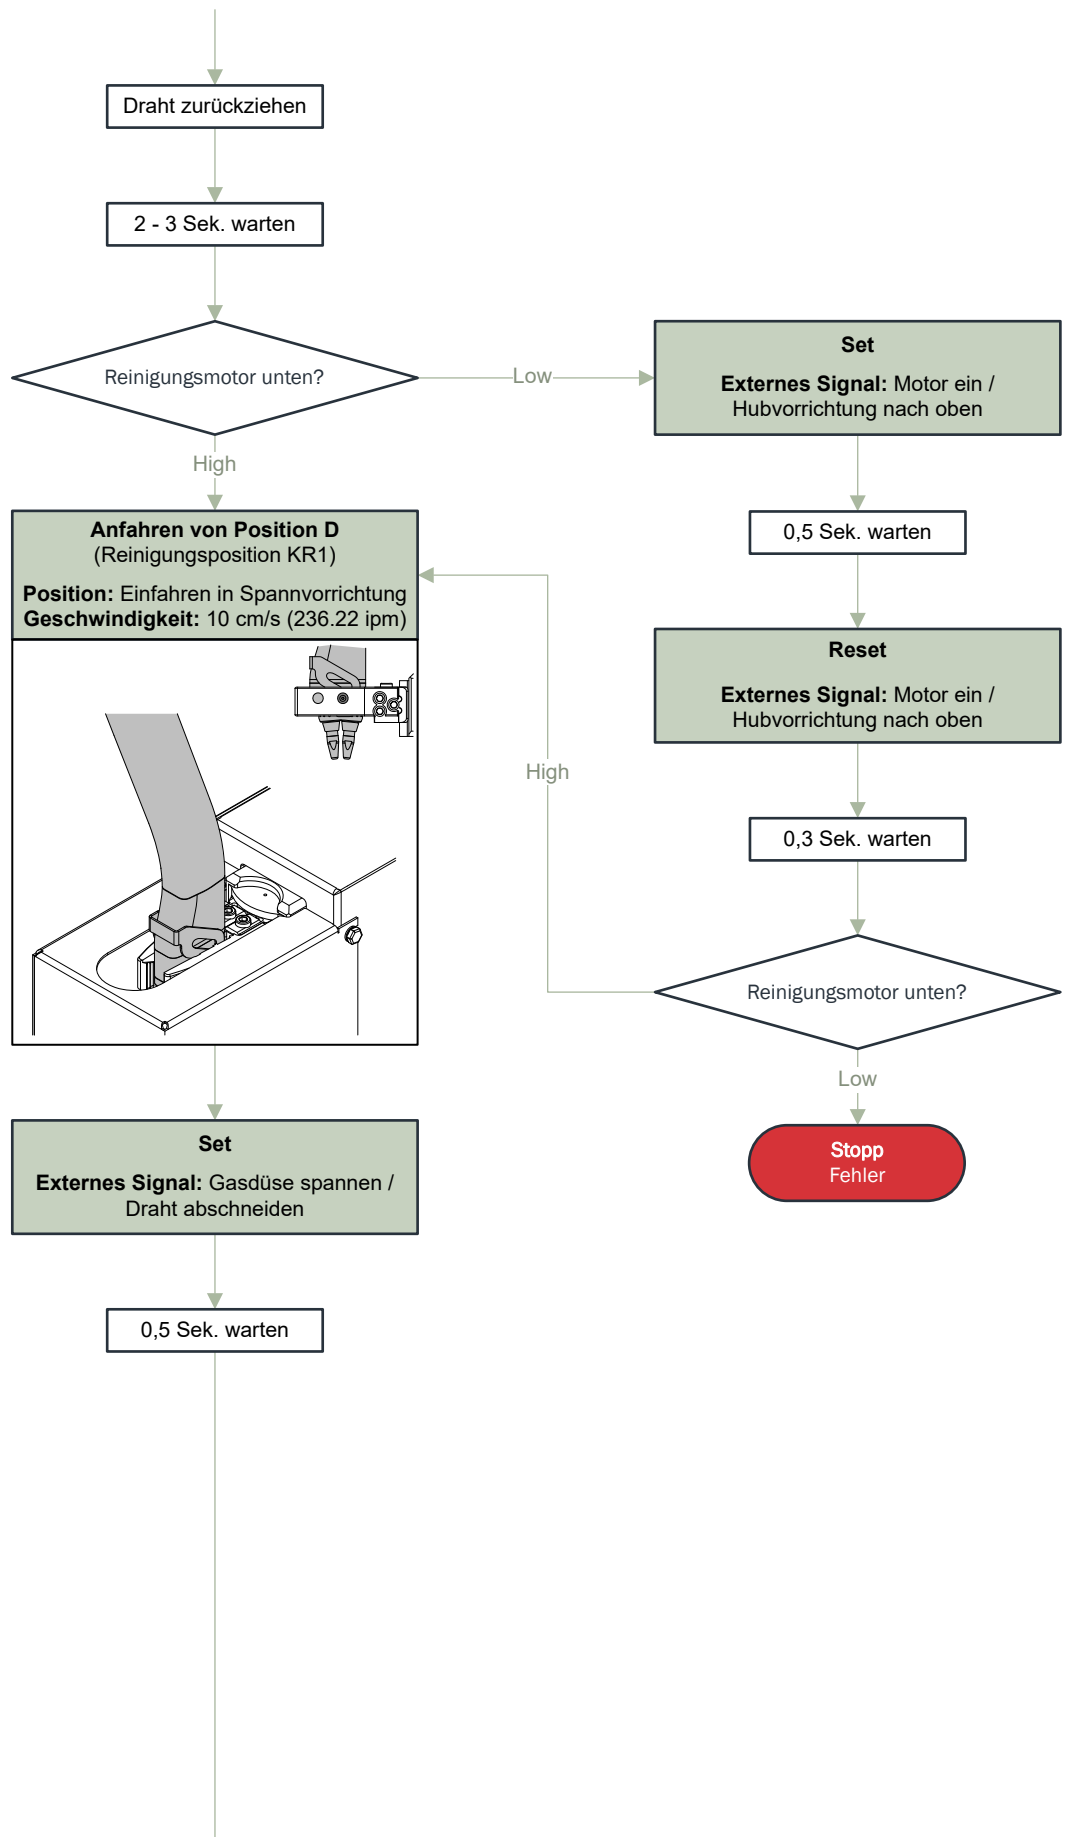 Draht zurückziehen
2 - 3 Sek. warten
Reinigungsmotor unten?
Low
High
Set
Externes Signal: Motor ein /
Hubvorrichtung nach oben
0,5 Sek. warten
Reset
Externes Signal: Motor ein /
Hubvorrichtung nach oben
0,3 Sek. warten
Reinigungsmotor unten?
High
Low
Stopp
Fehler
Anfahren von Position D
(Reinigungsposition KR1)
Position: Einfahren in Spannvorrichtung
Geschwindigkeit: 10 cm/s (236.22 ipm)
Set
Externes Signal: Gasdüse spannen /
Draht abschneiden
0,5 Sek. warten